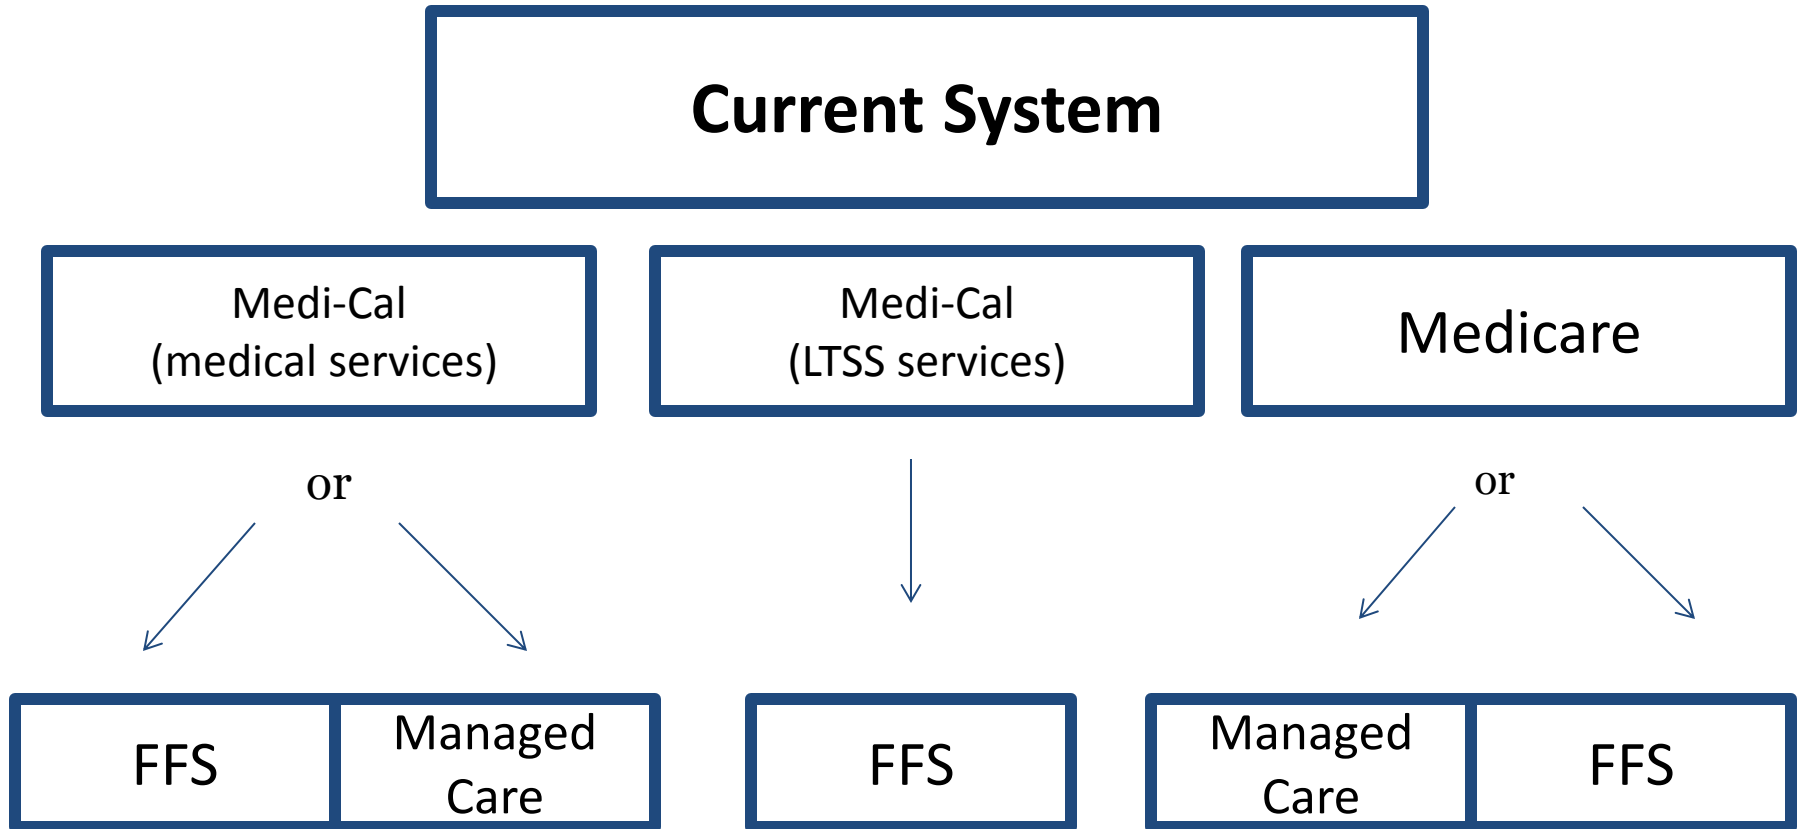 Current System
Medi-Cal
(medical services)
Medi-Cal
(LTSS services)
Medicare
or
or
FFS
Managed
Care
FFS
Managed
Care
FFS